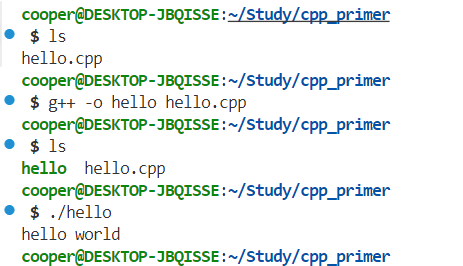 cooper@DESKTOP-JBQISSE:~/Study/cpp_primer
$ ls
hello.cpp
cooper@DESKTOP-JBQISSE:~/Study/cpp_primer
$ g++ -o hello hello.cpp
cooper@DESKTOP-JBQISSE:~/Study/cpp_primer
$ ls
hello  hello.cpp
cooper@DESKTOP-JBQISSE:~/Study/cpp_primer
$ ./hello
hello world
cooper@DESKTOP-JBQISSE:~/Study/cpp_primer